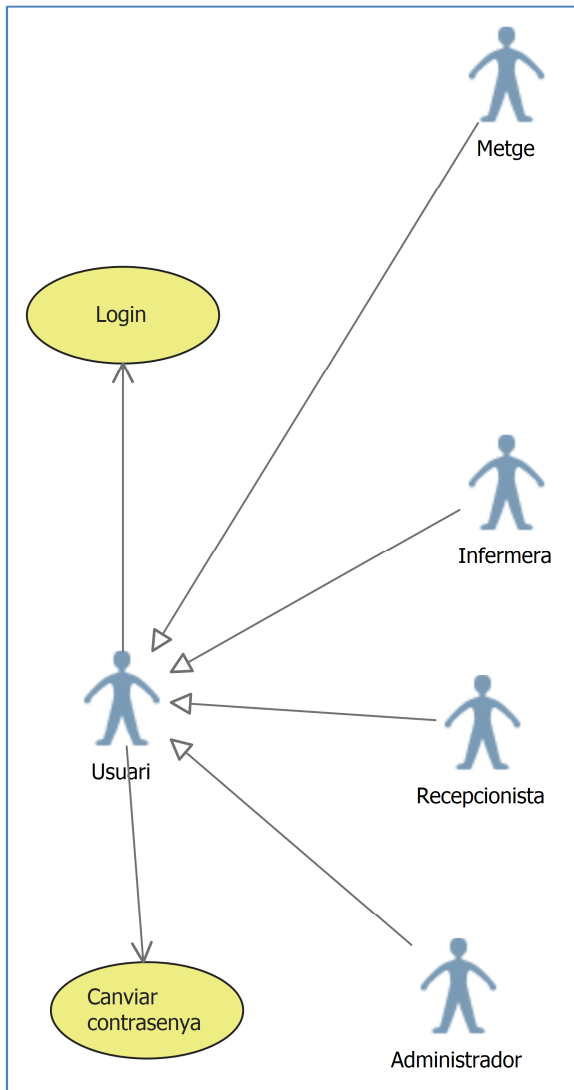 Metge
Login
Infermera
Usuari
Recepcionista
Canviar
contrasenya
Administrador